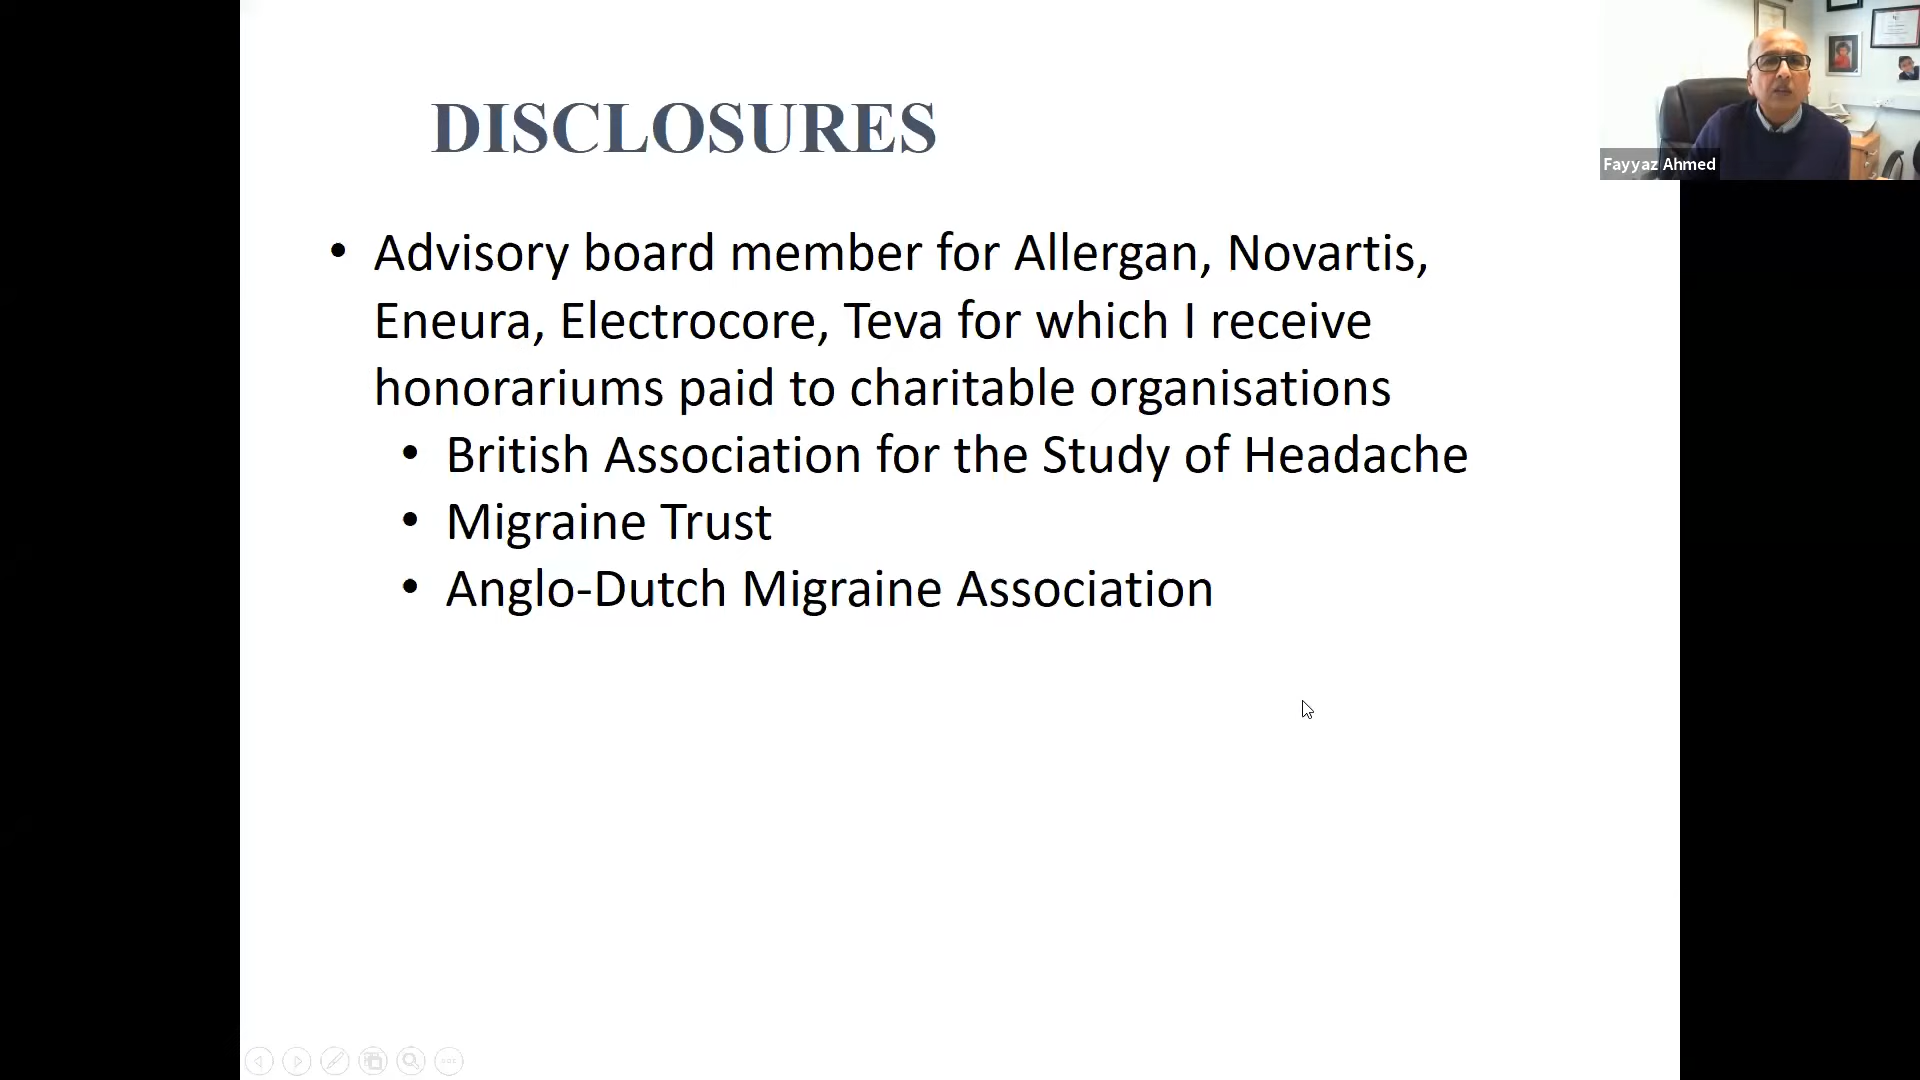 DISCLOSURES
Fayyaz Ahmed
• Advisory board member for Allergan, Novartis,
Eneura, Electrocore, Teva for which I receive
honorariums paid to charitable organisations
• British Association for the Study of Headache
• Migraine Trust
• Anglo-Dutch Migraine Association